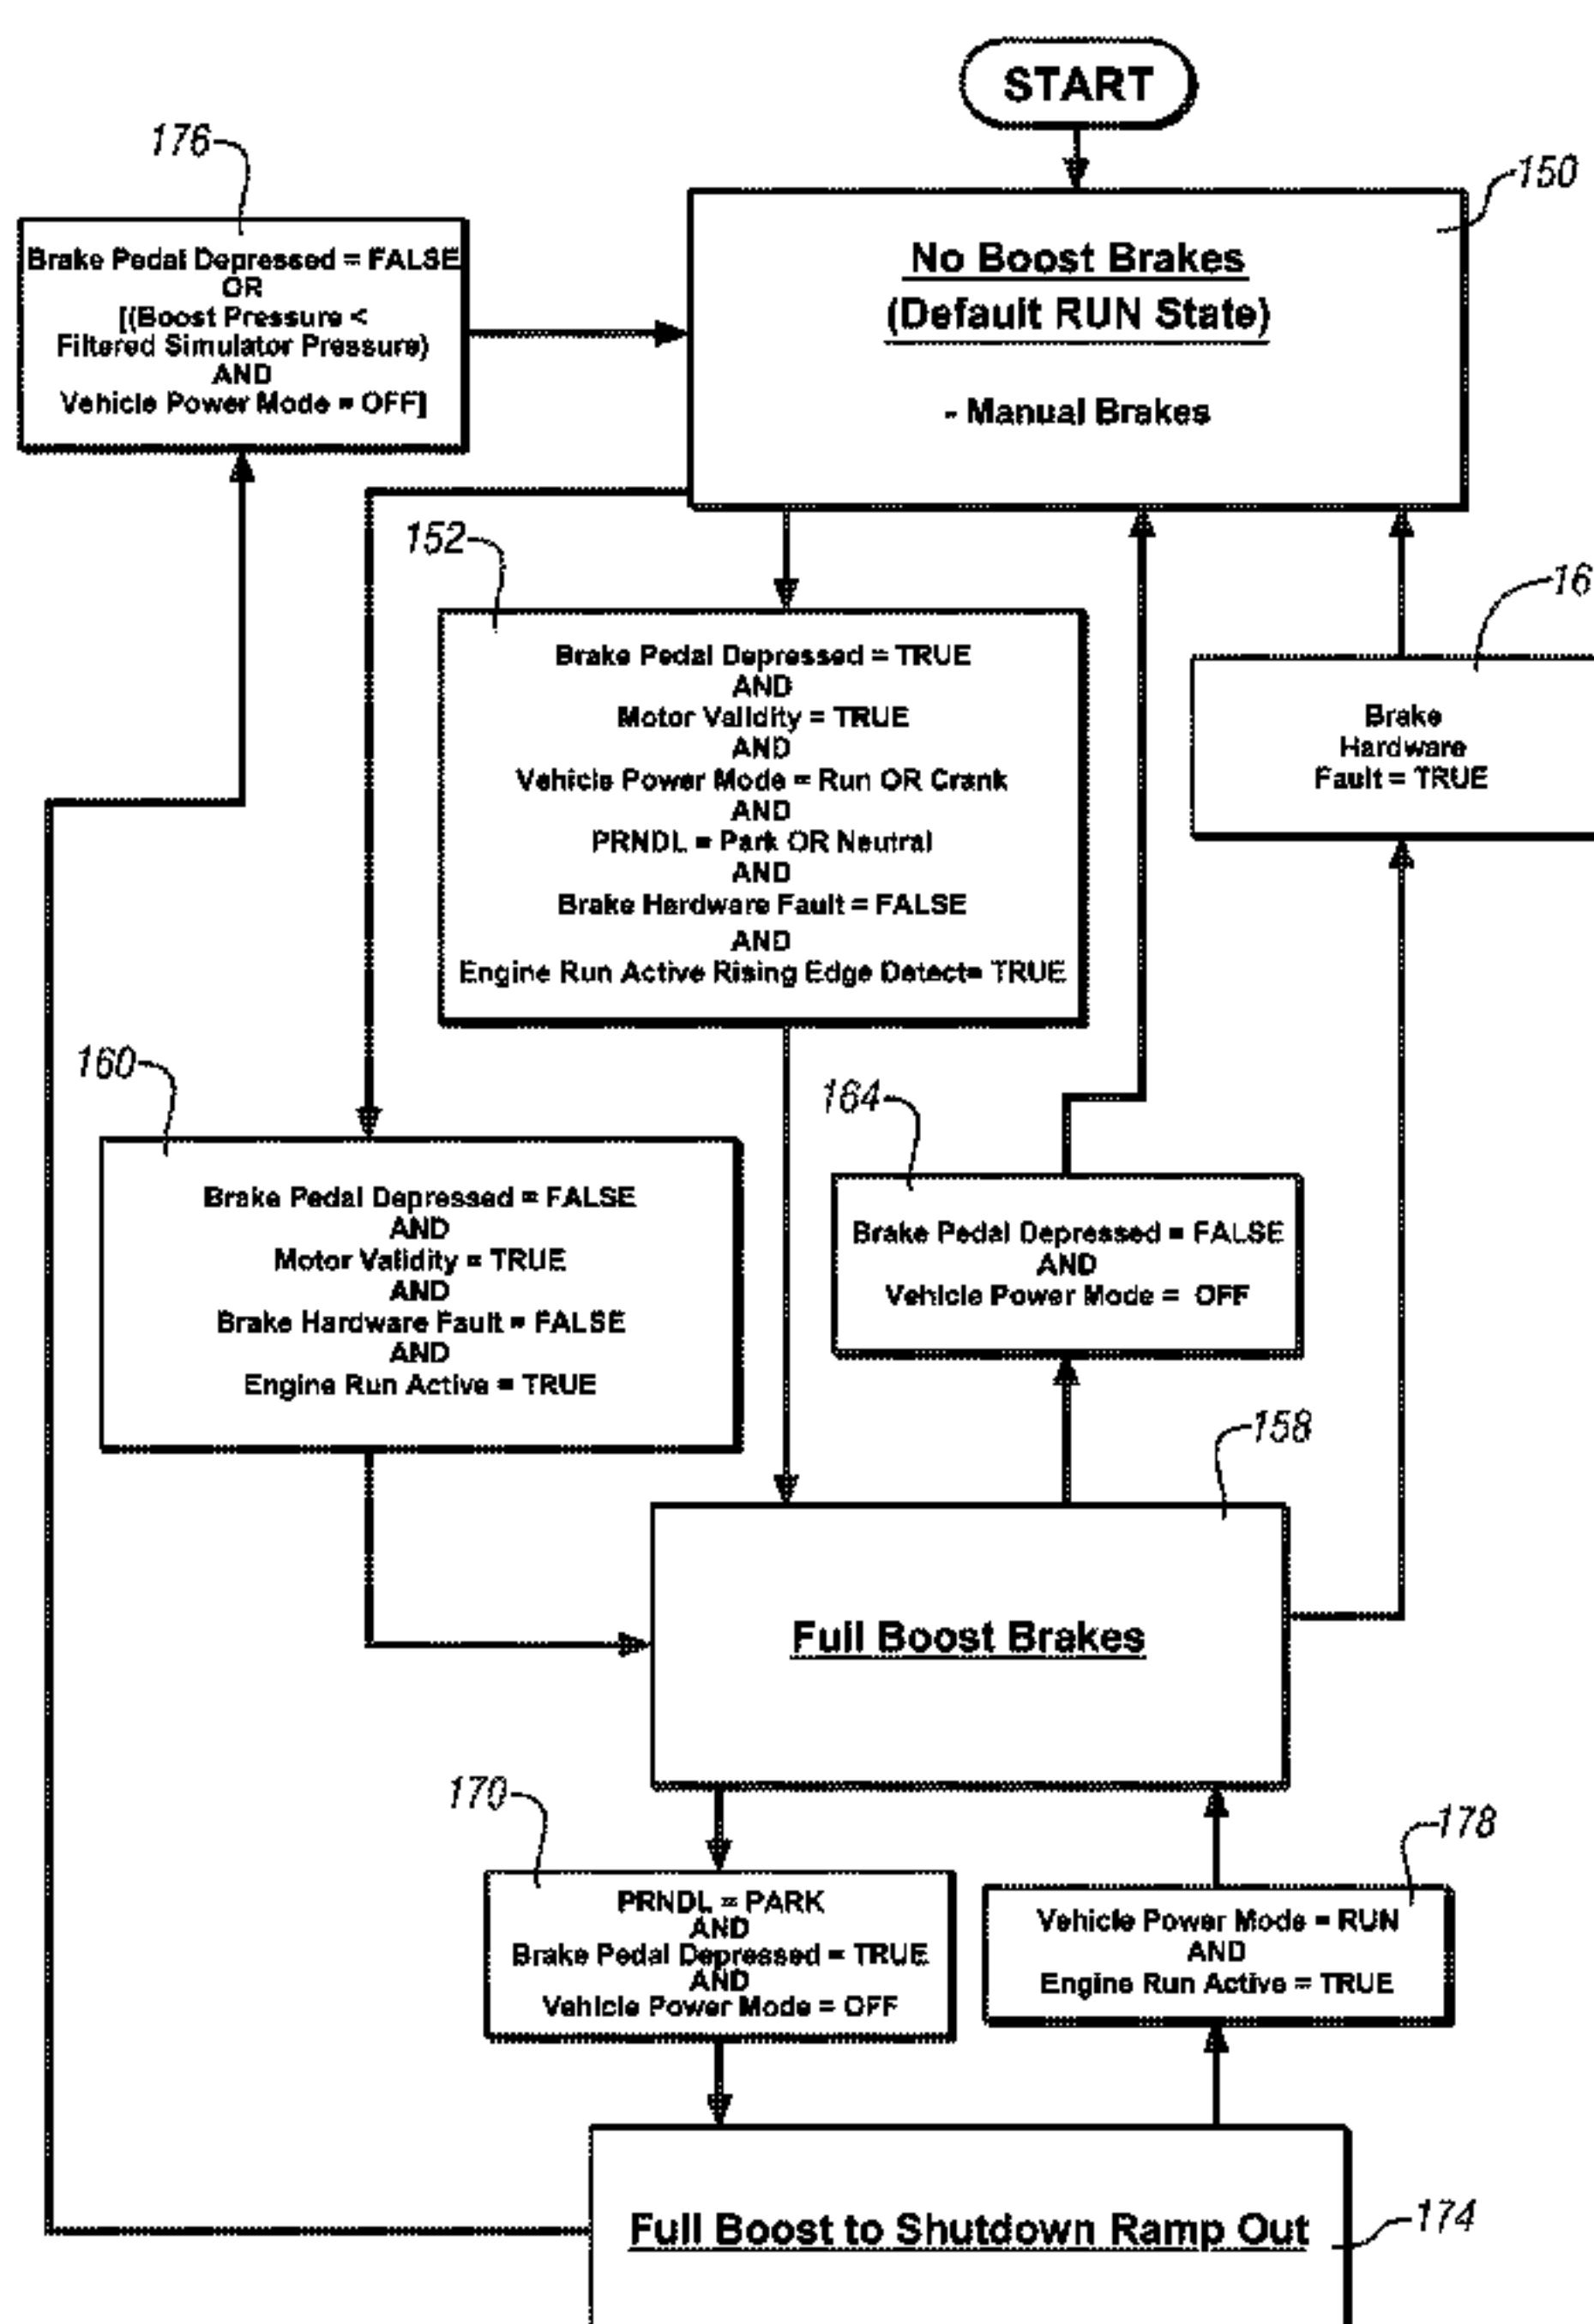 START
176
150
Brake Pedal Depressed = FALSE
OR
[(Boost Pressure <
Filtered Simulator Pressure)
AND
Vehicle Power Mode = OFF]
No Boost Brakes
(Default RUN State)
- Manual Brakes
152
16
Brake Pedal Depressed = TRUE
AND
Motor Validity = TRUE
AND
Vehicle Power Mode = Run OR Crank
AND
PRNDL = Park OR Neutral
AND
Brake Hardware Fault = FALSE
AND
Engine Run Active Rising Edge Detect= TRUE
Brake
Hardware
Fault = TRUE
160
164
Brake Pedal Depressed = FALSE
AND
Motor Validity = TRUE
AND
Brake Hardware Fault = FALSE
AND
Engine Run Active = TRUE
Brake Pedal Depressed = FALSE
AND
Vehicle Power Mode = OFF
158
Full Boost Brakes
170
178
PRNDL = PARK
AND
Brake Pedal Depressed = TRUE
AND
Vehicle Power Mode = OFF
Vehicle Power Mode = RUN
AND
Engine Run Active = TRUE
Full Boost to Shutdown Ramp Out
174